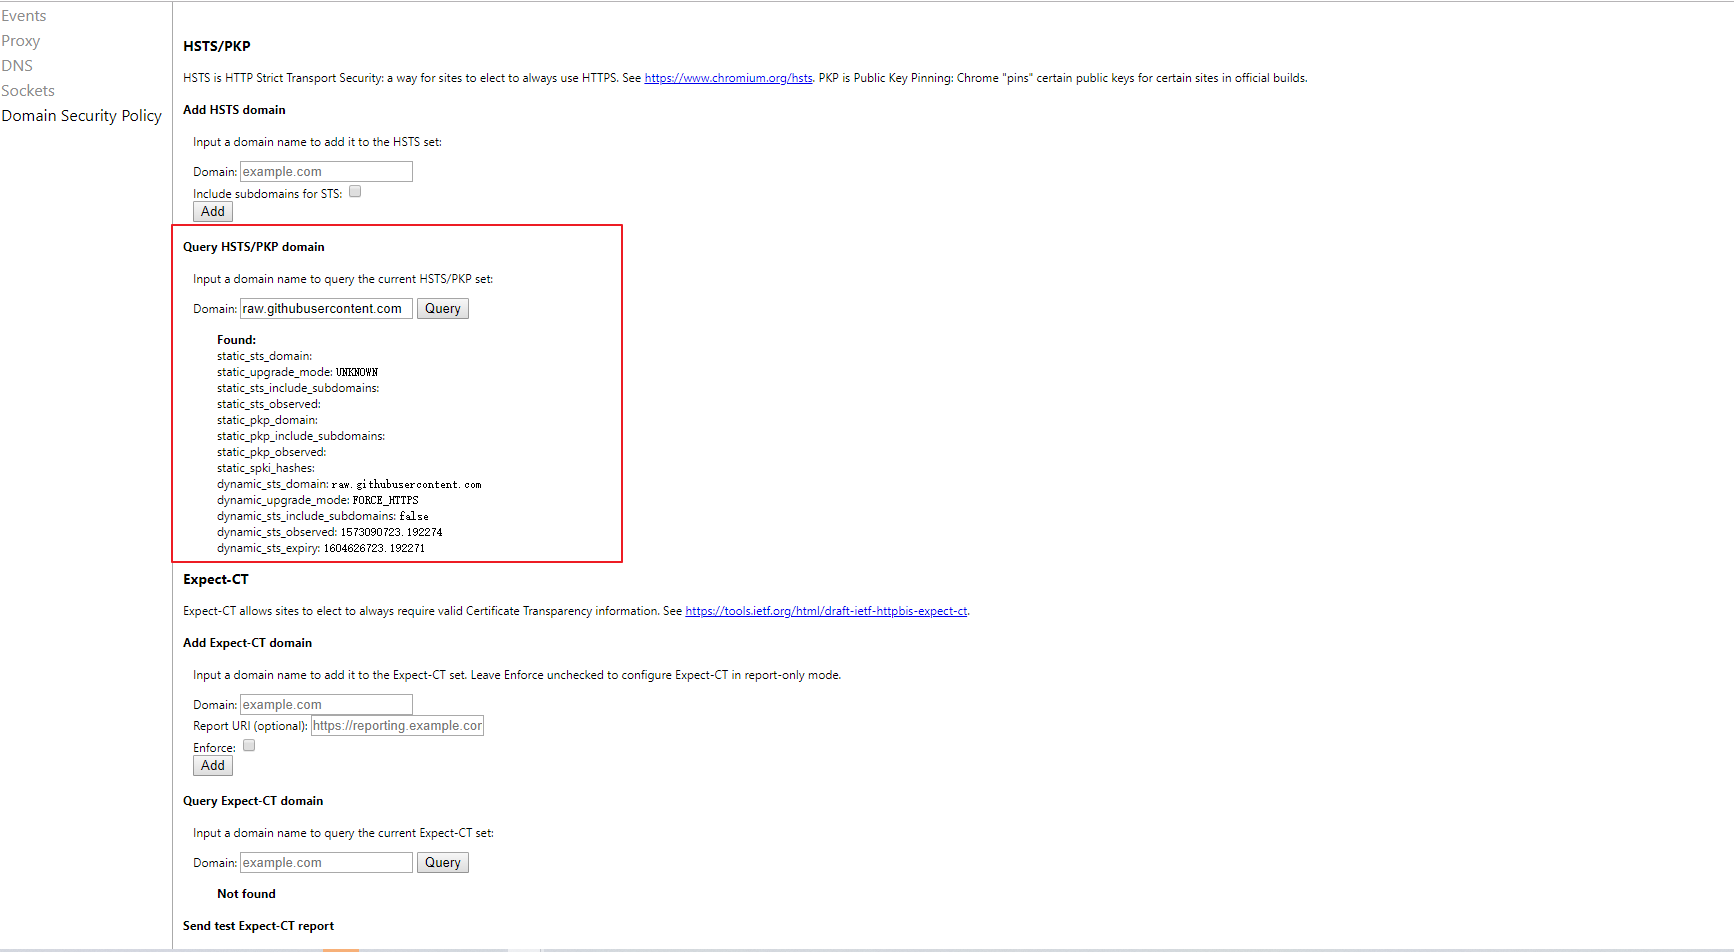 Events
Proxy
DNS
Sockets
Domain Security Policy
HSTS/PKP
HSTS is HTTP Strict Transport Security: a way for sites to elect to always use HTTPS. See https://www.chromium.org/hsts. PKP is Public Key Pinning: Chrome "pins" certain public keys for certain sites in official builds.
Add HSTS domain
Input a domain name to add it to the HSTS set:
Domain: example.com
Include subdomains for STS:
Add
Query HSTS/PKP domain
Input a domain name to query the current HSTS/PKP set:
Domain: raw.githubusercontent.com Query
Found:
static_sts_domain:
static_upgrade_mode: UNKNOWN
static_sts_include_subdomains:
static_sts_observed:
static_pkp_domain:
static_pkp_include_subdomains:
static_pkp_observed:
static_spki_hashes:
dynamic_sts_domain: raw.githubusercontent.com
dynamic_upgrade_mode: FORCE_HTTPS
dynamic_sts_include_subdomains: false
dynamic_sts_observed: 1573090723.192274
dynamic_sts_expiry: 1604626723.192271
Expect-CT
Expect-CT allows sites to elect to always require valid Certificate Transparency information. See https://tools.ietf.org/html/draft-ietf-httpbis-expect-ct.
Add Expect-CT domain
Input a domain name to add it to the Expect-CT set. Leave Enforce unchecked to configure Expect-CT in report-only mode.
Domain: example.com
Report URI (optional): https://reporting.example.cor
Enforce:
Add
Query Expect-CT domain
Input a domain name to query the current Expect-CT set:
Domain: example.com Query
Not found
Send test Expect-CT report